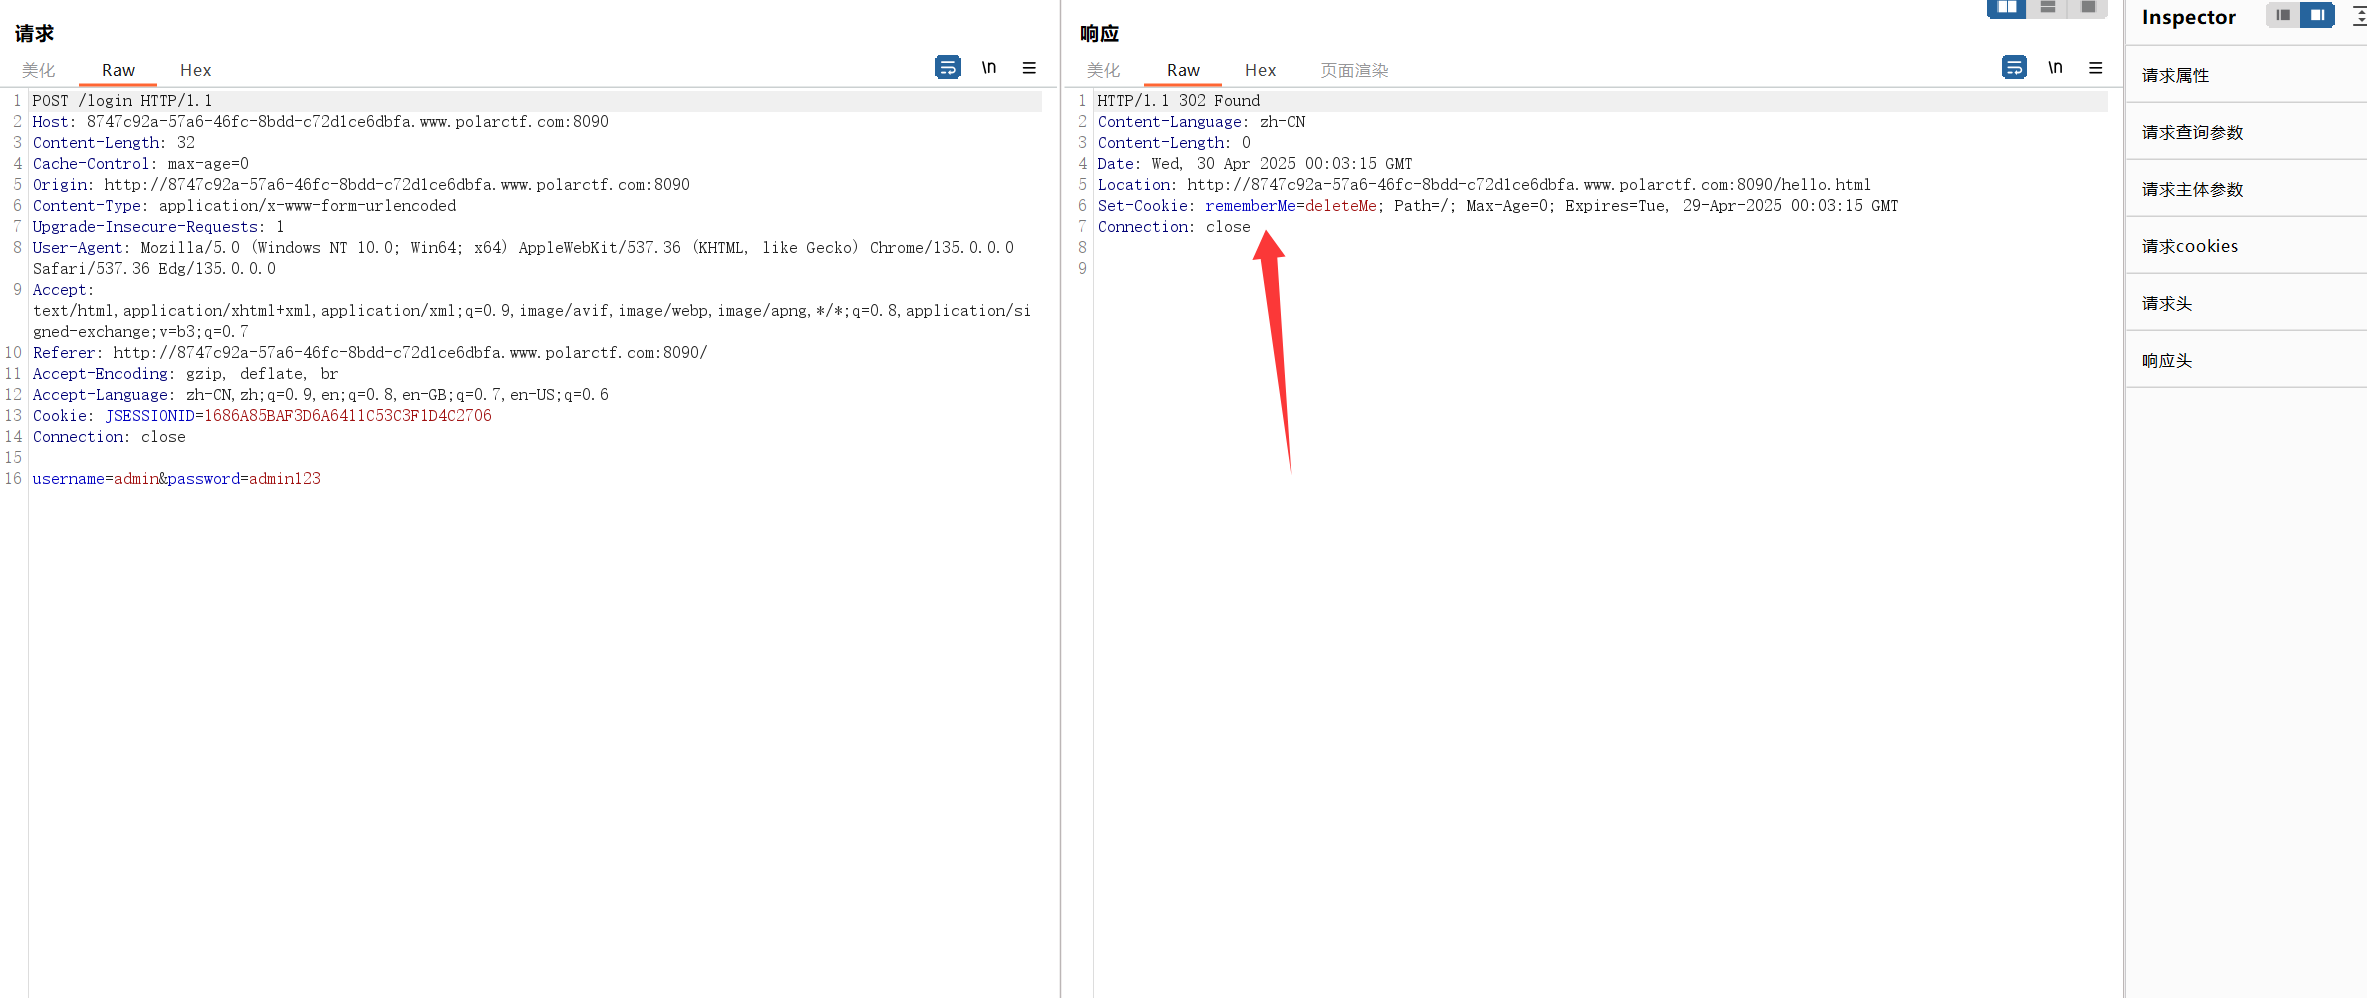 请求
美化 Raw Hex \n
1 POST /login HTTP/1.1
2 Host: 8747c92a-57a6-46fc-8bdd-c72d1ce6dbfa.www.polarctf.com:8090
3 Content-Length: 32
4 Cache-Control: max-age=0
5 Origin: http://8747c92a-57a6-46fc-8bdd-c72d1ce6dbfa.www.polarctf.com:8090
6 Content-Type: application/x-www-form-urlencoded
7 Upgrade-Insecure-Requests: 1
8 User-Agent: Mozilla/5.0 (Windows NT 10.0; Win64; x64) AppleWebKit/537.36 (KHTML, like Gecko) Chrome/135.0.0.0
Safari/537.36 Edg/135.0.0.0
9 Accept:
text/html,application/xhtml+xml,application/xml;q=0.9,image/avif,image/webp,image/apng,*/*;q=0.8,application/si
gned-exchange;v=b3;q=0.7
10 Referer: http://8747c92a-57a6-46fc-8bdd-c72d1ce6dbfa.www.polarctf.com:8090/
11 Accept-Encoding: gzip, deflate, br
12 Accept-Language: zh-CN,zh;q=0.9,en;q=0.8,en-GB;q=0.7,en-US;q=0.6
13 Cookie: JSESSIONID=1686A85BAF3D6A6411C53C3F1D4C2706
14 Connection: close
15
16 username=admin&password=admin123
响应
美化 Raw Hex 页面渲染 \n
1 HTTP/1.1 302 Found
2 Content-Language: zh-CN
3 Content-Length: 0
4 Date: Wed, 30 Apr 2025 00:03:15 GMT
5 Location: http://8747c92a-57a6-46fc-8bdd-c72d1ce6dbfa.www.polarctf.com:8090/hello.html
6 Set-Cookie: rememberMe=deleteMe; Path=/; Max-Age=0; Expires=Tue, 29-Apr-2025 00:03:15 GMT
7 Connection: close
8
9
Inspector
请求属性
请求查询参数
请求主体参数
请求cookies
请求头
响应头